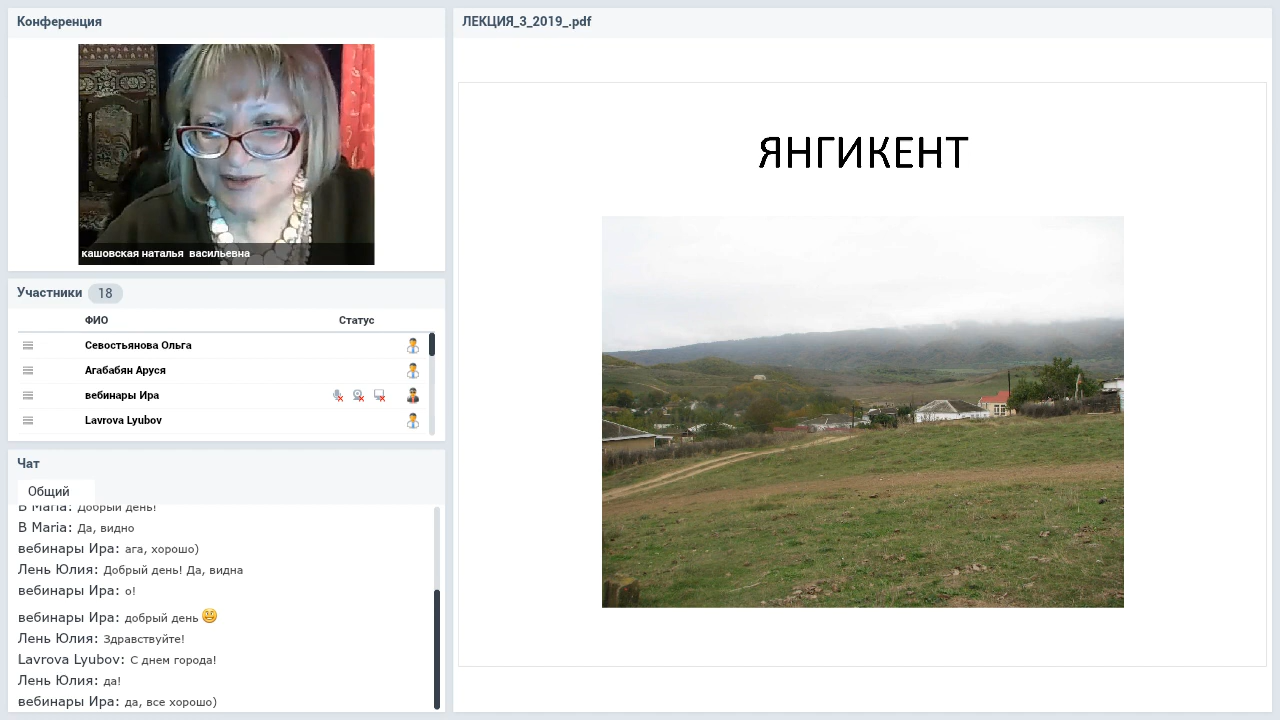 Конференция
кашовская наталья васильевна
Участники 18
ФИО Статус
Севостьянова Ольга
Агабабян Аруся
вебинары Ира
Lavrova Lyubov
Чат
Общий
B Maria: Добрый день!
B Maria: Да, видно
вебинары Ира: ага, хорошо)
Лень Юлия: Добрый день! Да, видна
вебинары Ира: о!
вебинары Ира: добрый день
Лень Юлия: Здравствуйте!
Lavrova Lyubov: С днем города!
Лень Юлия: да!
вебинары Ира: да, все хорошо)
ЛЕКЦИЯ_3_2019_.pdf
ЯНГИКЕНТ